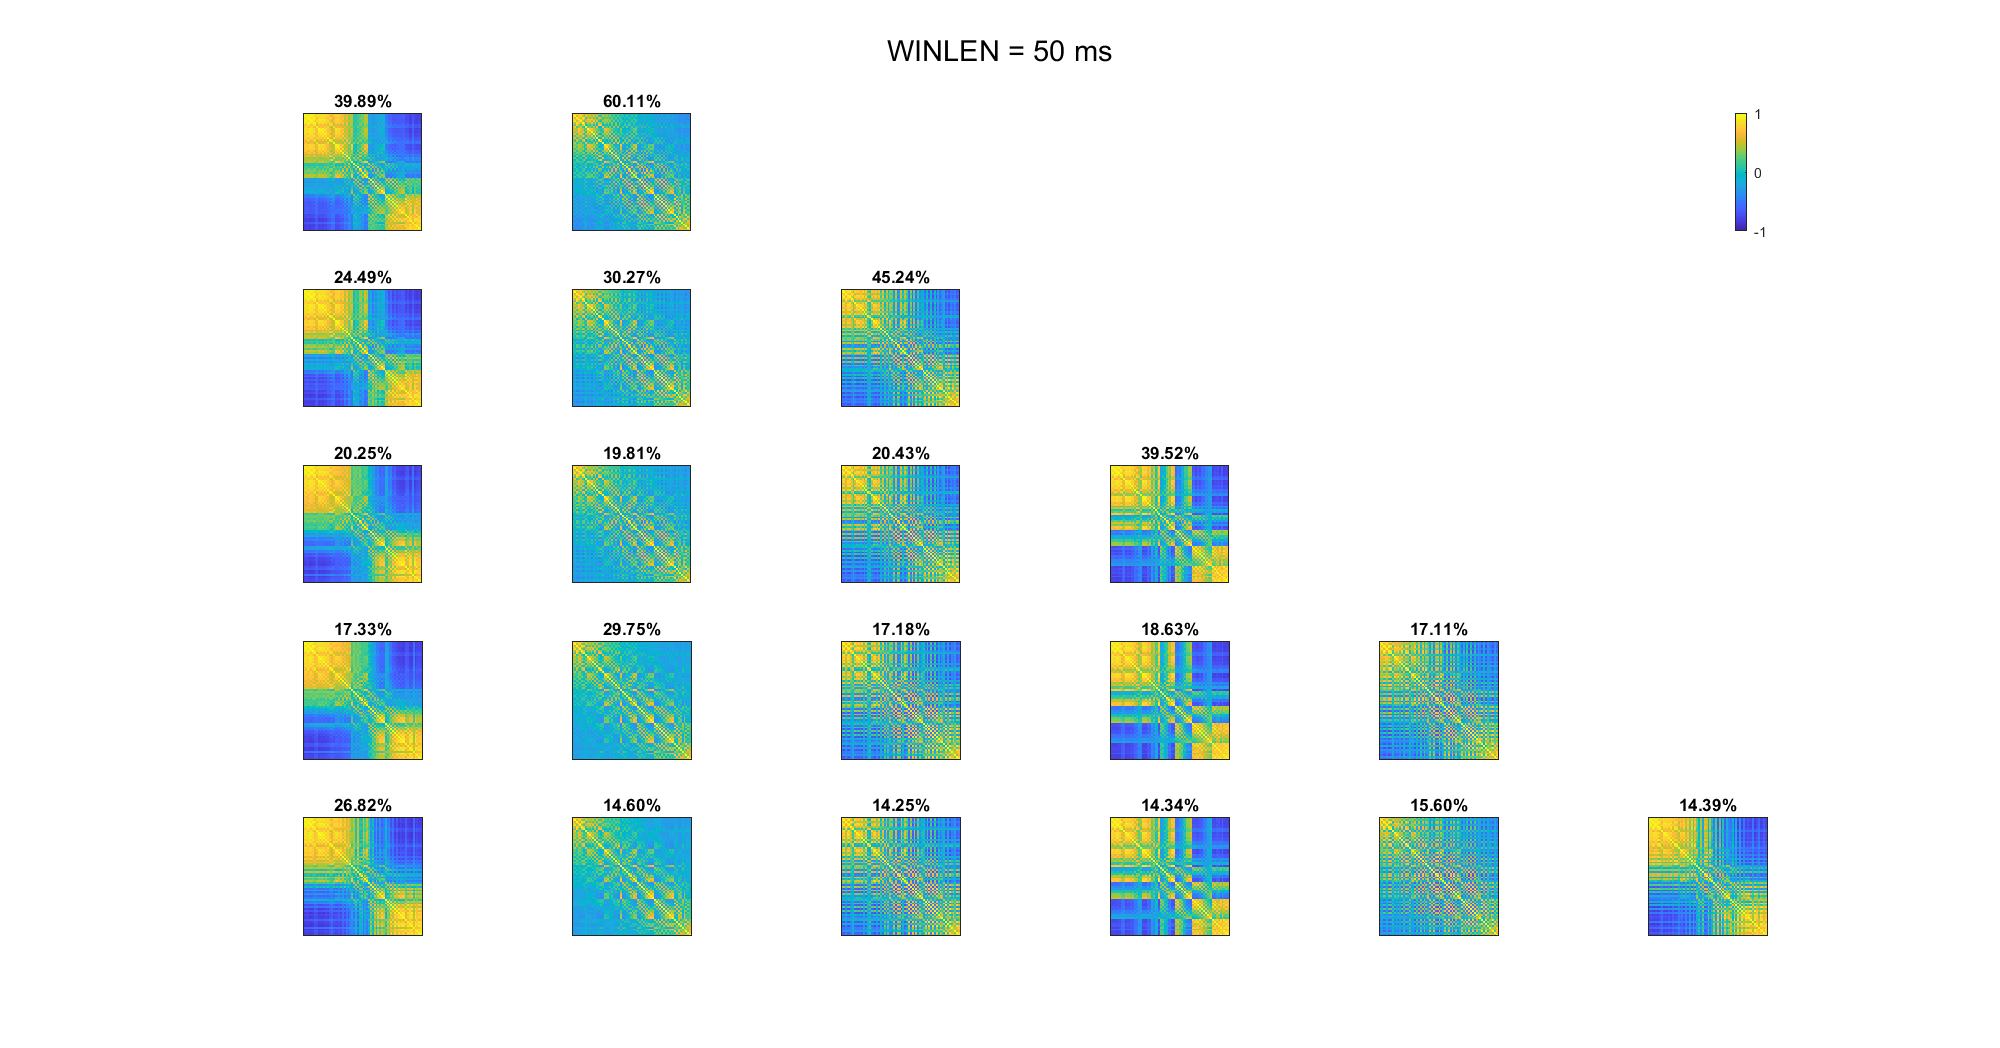 WINLEN = 50 ms
39.89% 60.11%
1
0
-1
24.49% 30.27% 45.24%
20.25% 19.81% 20.43% 39.52%
17.33% 29.75% 17.18% 18.63% 17.11%
26.82% 14.60% 14.25% 14.34% 15.60% 14.39%